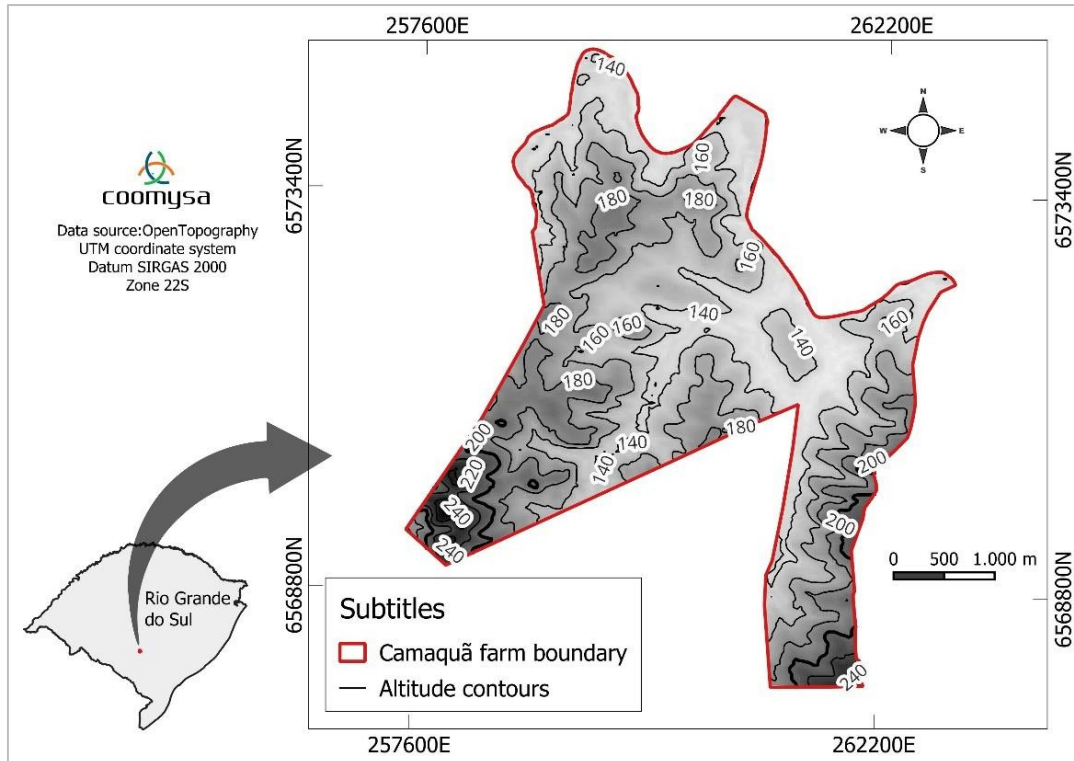 257600E
262200E
140
N
W
E
S
160
6573400N
6573400N
coomysa
Data source:OpenTopography
UTM coordinate system
Datum SIRGAS 2000
Zone 22S
180
180
160
180
140
160
160
160
140
180
200
140
180
220
140
200
240
200
240
0 500 1.000 m
6568800N
6568800N
Rio Grande
do Sul
Subtitles
Camaquã farm boundary
Altitude contours
240
257600E
262200E